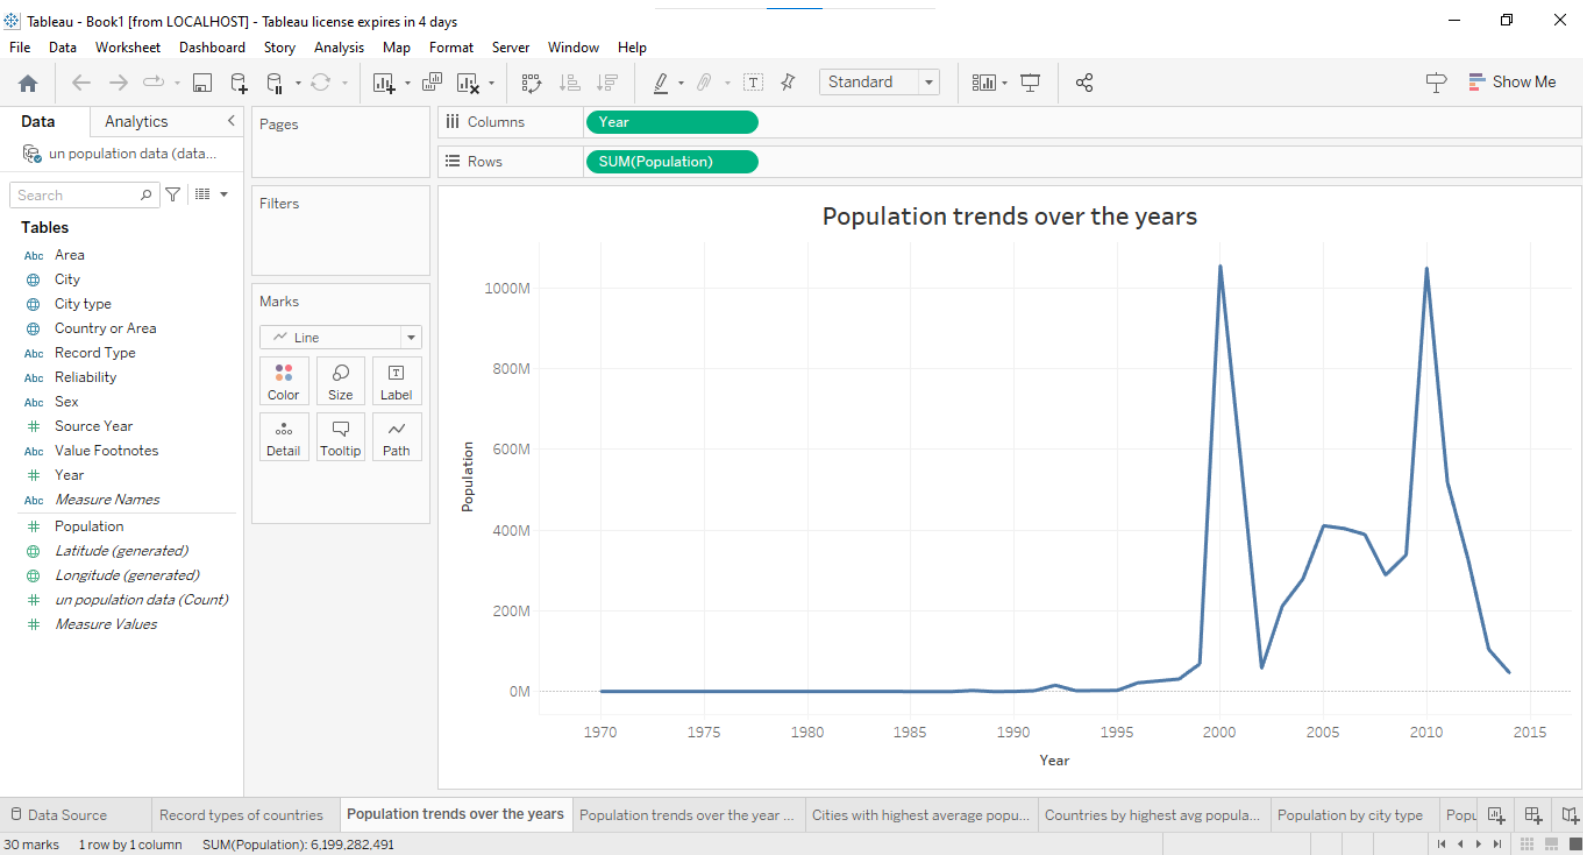 Tableau - Book1 [from LOCALHOST] - Tableau license expires in 4 days
File Data Worksheet Dashboard Story Analysis Map Format Server Window Help
Standard
Show Me
Data Analytics
un population data (data...
Search
Tables
Abc Area
City
City type
Country or Area
Abc Record Type
Abc Reliability
Abc Sex
# Source Year
Abc Value Footnotes
# Year
Abc Measure Names
# Population
Latitude (generated)
Longitude (generated)
# un population data (Count)
# Measure Values
Pages
Filters
Marks
Line
Color Size Label
Detail Tooltip Path
Columns Year
Rows SUM(Population)
Population trends over the years
1000M
800M
600M
400M
200M
0M
Population
1970 1975 1980 1985 1990 1995 2000 2005 2010 2015
Year
Data Source Record types of countries Population trends over the years Population trends over the year ... Cities with highest average popu... Countries by highest avg popula... Population by city type Popu
30 marks 1 row by 1 column SUM(Population): 6,199,282,491